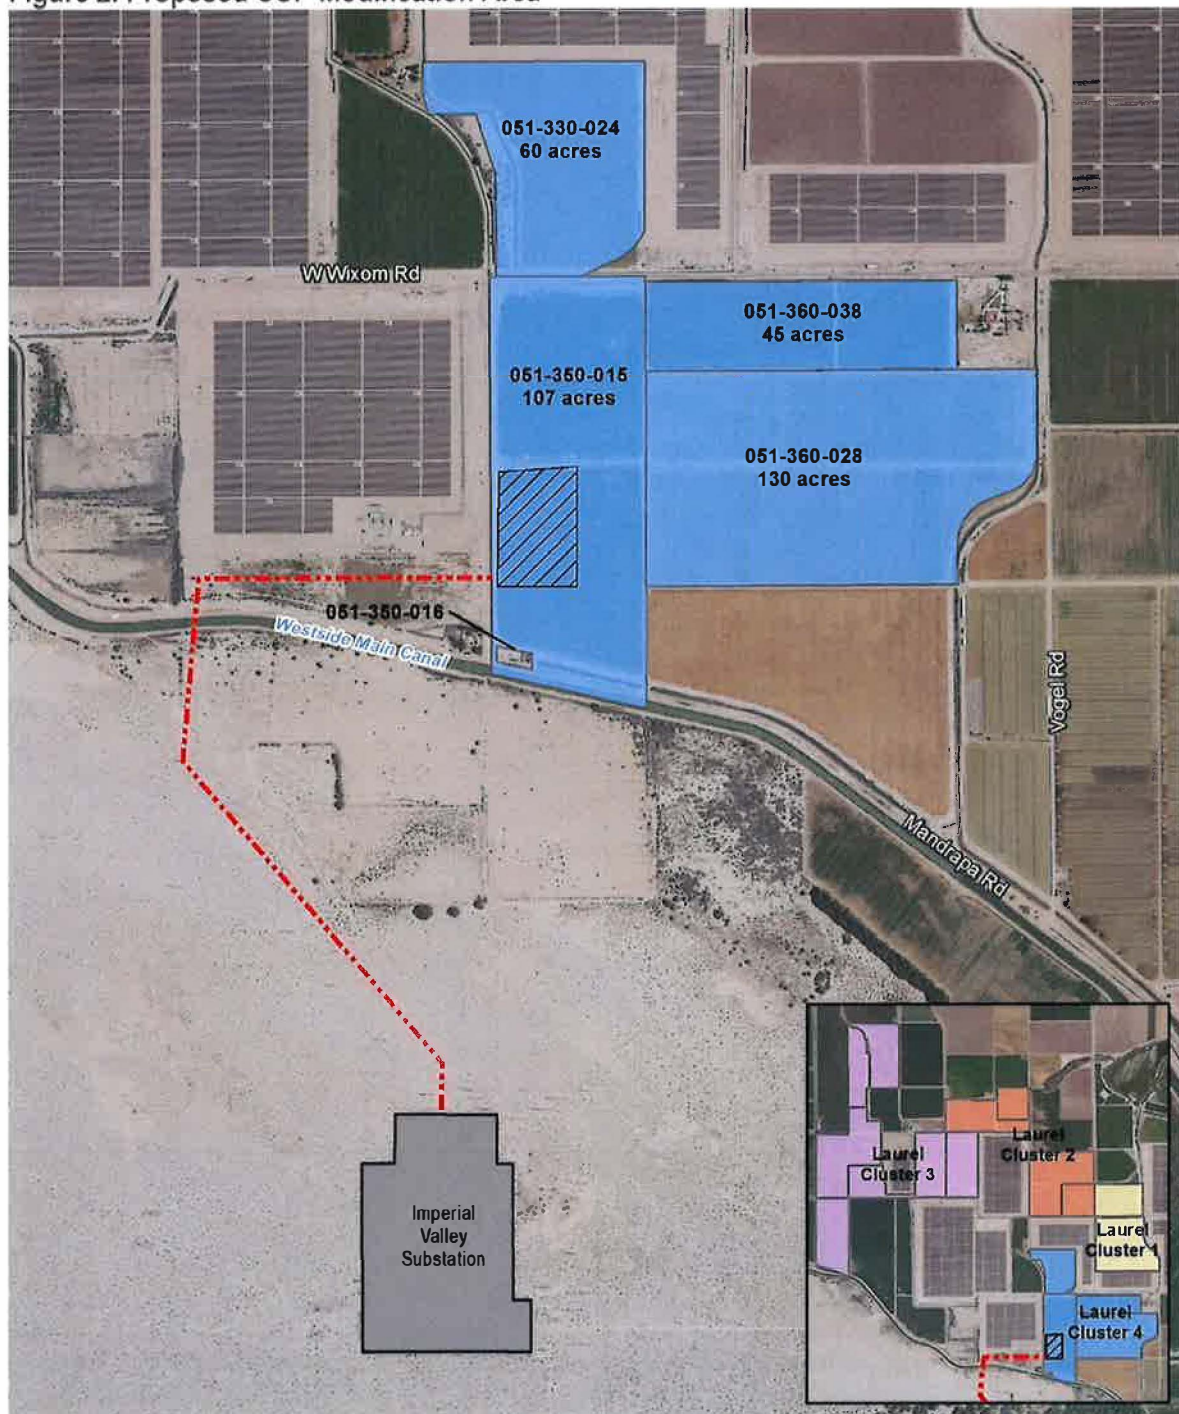 051-330-024
60 acres
W Wixom Rd
051-360-038
45 acres
051-350-015
107 acres
051-360-028
130 acres
051-350-016
Westside Main Canal
Vogel Rd
Mandrapa Rd
Imperial
Valley
Substation
Laurel
Cluster 3
Laurel
Cluster 2
Laurel
Cluster 1
Laurel
Cluster 4